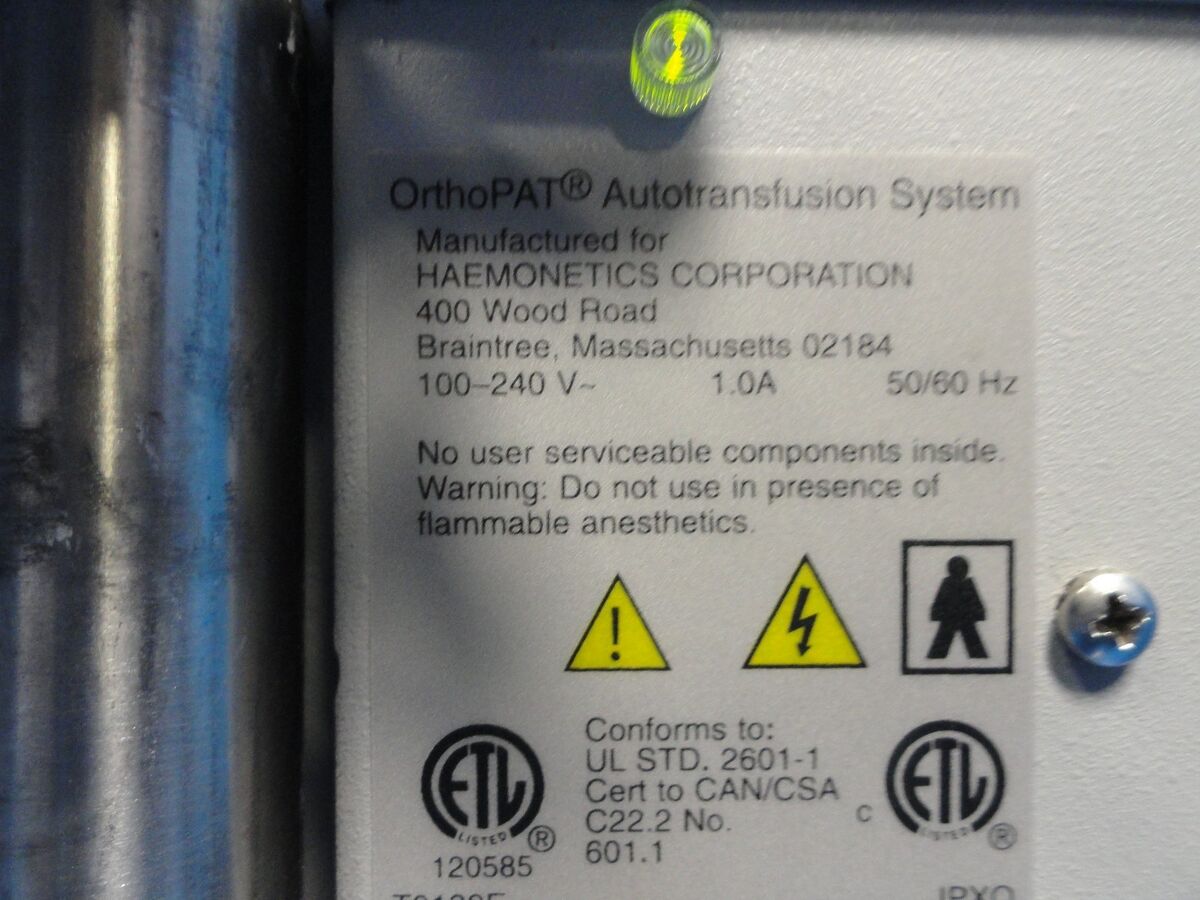 OrthoPAT® Autotransfusion System
Manufactured for
HAEMONETICS CORPORATION
400 Wood Road
Braintree, Massachusetts 02184
100–240 V~ 1.0A 50/60 Hz
No user serviceable components inside.
Warning: Do not use in presence of
flammable anesthetics.
!
Conforms to:
UL STD. 2601-1
Cert to CAN/CSA
C22.2 No.
601.1
ETL
LISTED ®
120585
c ETL
LISTED ®